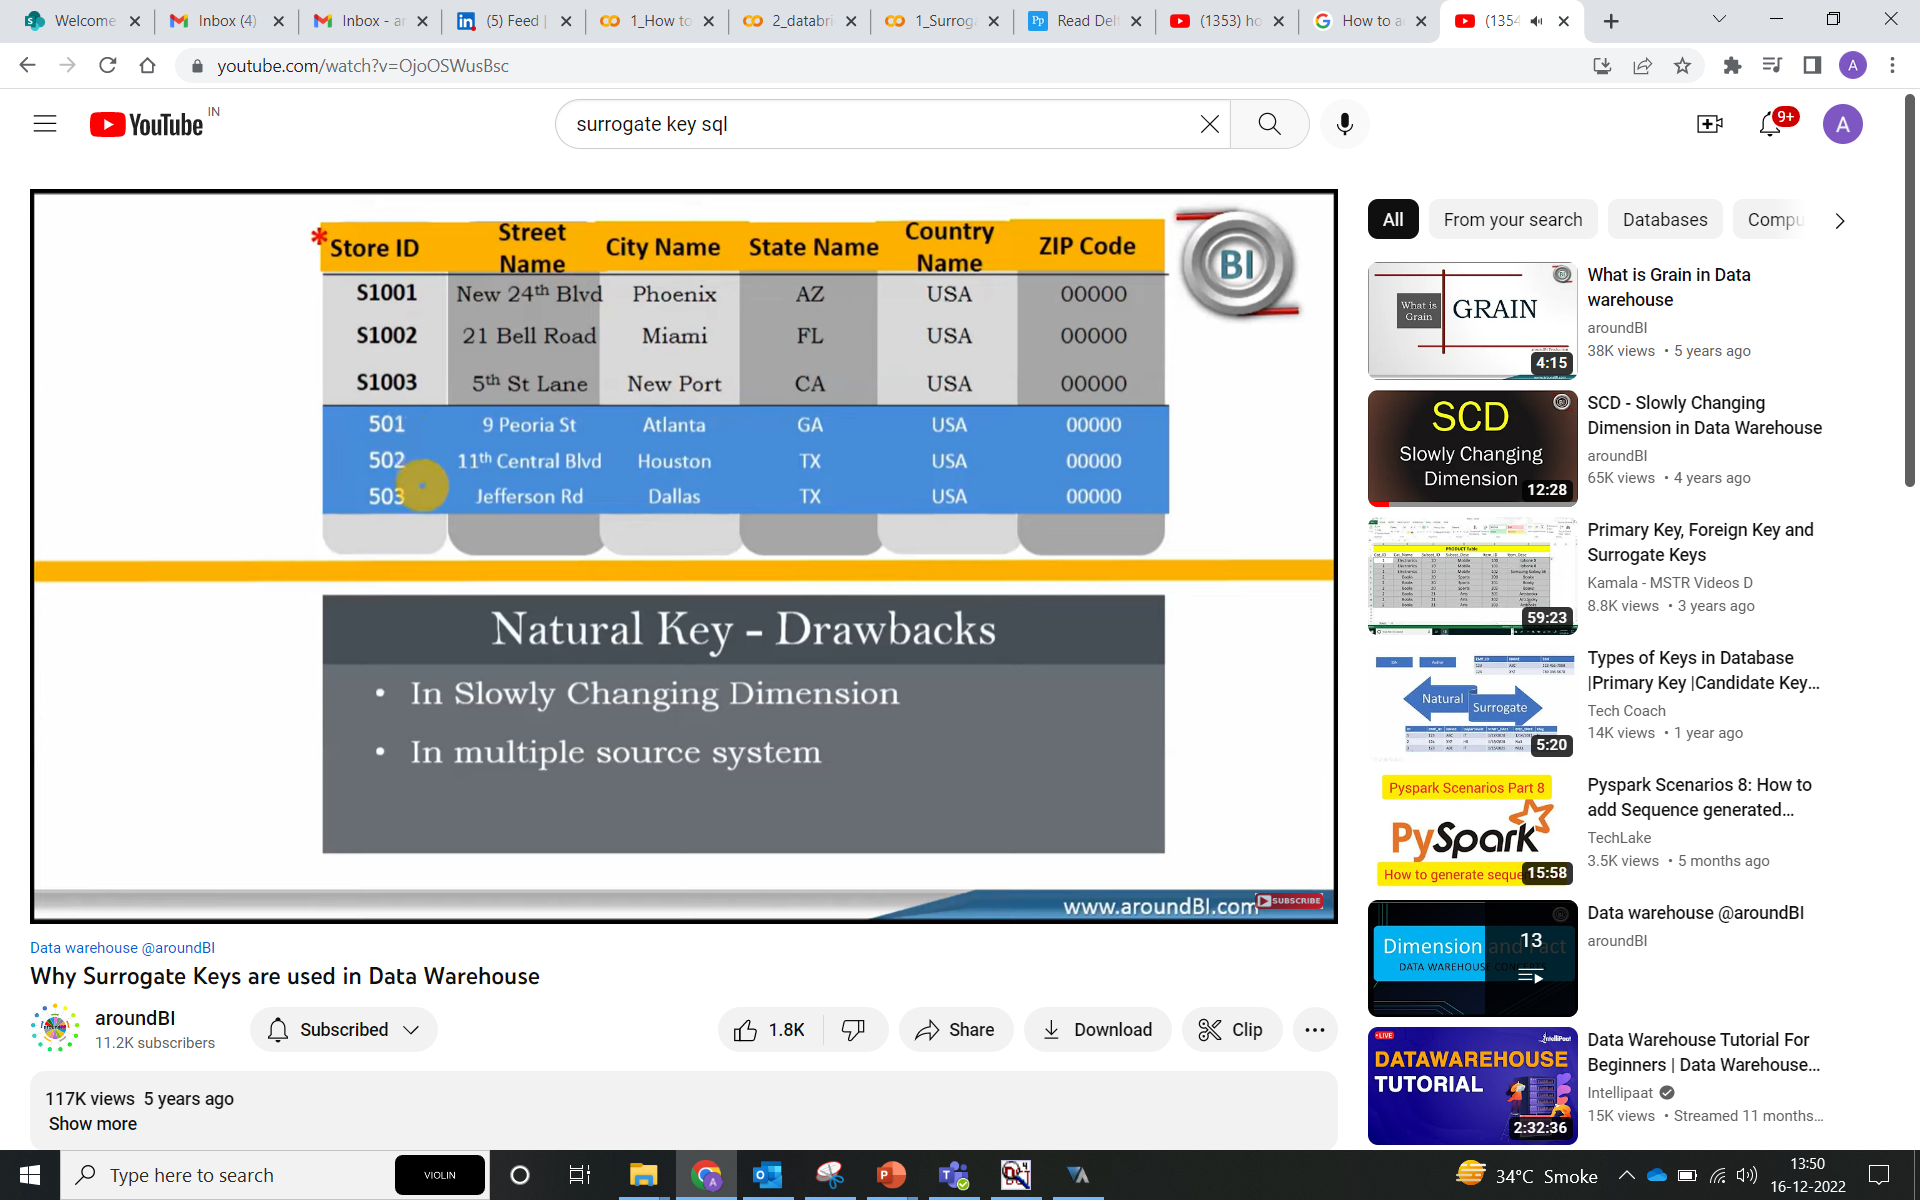 Welcome
Inbox (4)
Inbox - ar
(5) Feed |
1_How to
2_databri
1_Surroga
Read Delt
(1353) ho
How to a
(1354
youtube.com/watch?v=OjoOSWusBsc
A
YouTube IN
surrogate key sql
9+
A
Store ID Street Name City Name State Name Country Name ZIP Code
S1001 New 24th Blvd Phoenix AZ USA 00000
S1002 21 Bell Road Miami FL USA 00000
S1003 5th St Lane New Port CA USA 00000
501 9 Peoria St Atlanta GA USA 00000
502 11th Central Blvd Houston TX USA 00000
503 Jefferson Rd Dallas TX USA 00000
BI
Natural Key - Drawbacks
• In Slowly Changing Dimension
• In multiple source system
www.aroundBI.com
SUBSCRIBE
Data warehouse @aroundBI
Why Surrogate Keys are used in Data Warehouse
aroundBI
11.2K subscribers
Subscribed
1.8K
Share
Download
Clip
117K views 5 years ago
Show more
All
From your search
Databases
Compu
What is
Grain
GRAIN
4:15
What is Grain in Data
warehouse
aroundBI
38K views • 5 years ago
SCD
Slowly Changing
Dimension
12:28
SCD - Slowly Changing
Dimension in Data Warehouse
aroundBI
65K views • 4 years ago
PRODUCT Table
59:23
Primary Key, Foreign Key and
Surrogate Keys
Kamala - MSTR Videos D
8.8K views • 3 years ago
Natural
Surrogate
5:20
Types of Keys in Database
|Primary Key |Candidate Key...
Tech Coach
14K views • 1 year ago
Pyspark Scenarios Part 8
PySpark
How to generate seque
15:58
Pyspark Scenarios 8: How to
add Sequence generated...
TechLake
3.5K views • 5 months ago
Dimension and Fact
DATA WAREHOUSE CONCEPTS
13
Data warehouse @aroundBI
aroundBI
LIVE
IntelliPaat
DATAWAREHOUSE
TUTORIAL
2:32:36
Data Warehouse Tutorial For
Beginners | Data Warehouse...
Intellipaat
15K views • Streamed 11 months...
Type here to search
VIOLIN
34°C Smoke
13:50
16-12-2022